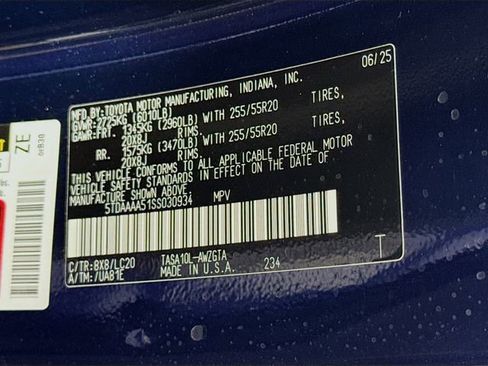 06/25
MFD.BY:TOYOTA MOTOR MANUFACTURING, INDIANA, INC.
GVWR:2725KG (6010LB)
GAWR:FRT. 1345KG (2960LB) WITH 255/55R20 TIRES,
20X8J RIMS
RR. 1575KG (3470LB) WITH 255/55R20 TIRES,
20X8J RIMS
THIS VEHICLE CONFORMS TO ALL APPLICABLE FEDERAL MOTOR
VEHICLE SAFETY STANDARDS IN EFFECT ON THE DATE OF
MANUFACTURE SHOWN ABOVE.
5TDAAAA51SS030934 MPV
C/TR:8X8/LC20 TASA10L-AWZGTA
A/TM:/UA81E MADE IN U.S.A. 234
T
ZE